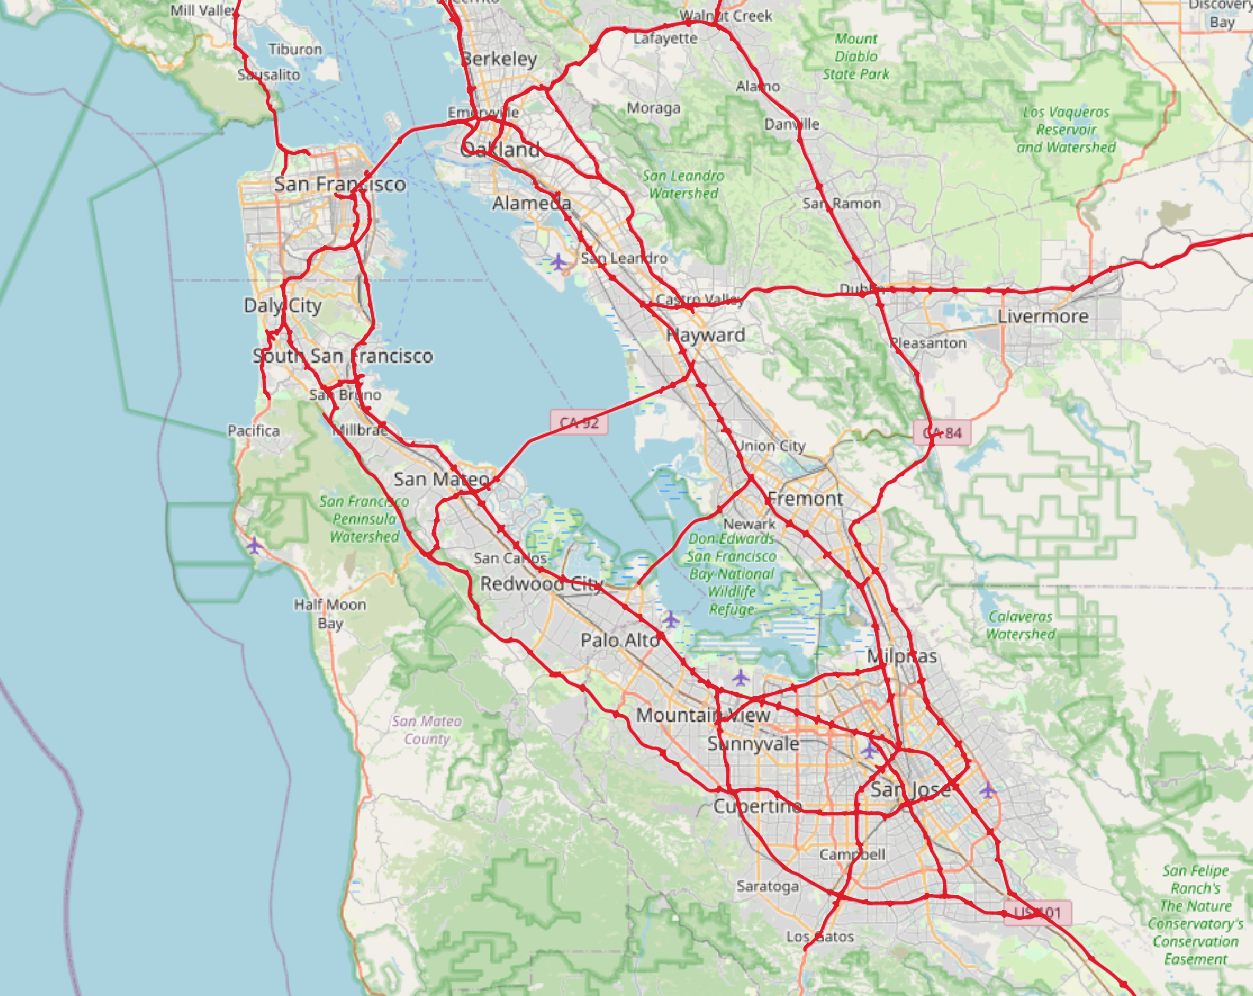 Mill Valley
Walnut Creek
Discovery
Bay
Lafayette
Tiburon
Mount
Diablo
State Park
Berkeley
Sausalito
Alamo
Moraga
Emeryville
Danville
Los Vaqueros
Reservoir
and Watershed
Oakland
San Francisco
San Leandro
Watershed
Alameda
San Ramon
San Leandro
Dublin
Castro Valley
Daly City
Livermore
Hayward
Pleasanton
South San Francisco
San Bruno
CA 92
Pacifica
Millbrae
CA 84
Union City
San Mateo
San Francisco
Peninsula
Watershed
Fremont
Newark
Don Edwards
San Francisco
Bay National
Wildlife
Refuge
San Carlos
Redwood City
Half Moon
Bay
Calaveras
Watershed
Palo Alto
Milpitas
Mountain View
San Mateo
County
Sunnyvale
San Jose
Cupertino
Campbell
Saratoga
San Felipe
Ranch's
The Nature
Conservancy's
Conservation
Easement
US 101
Los Gatos